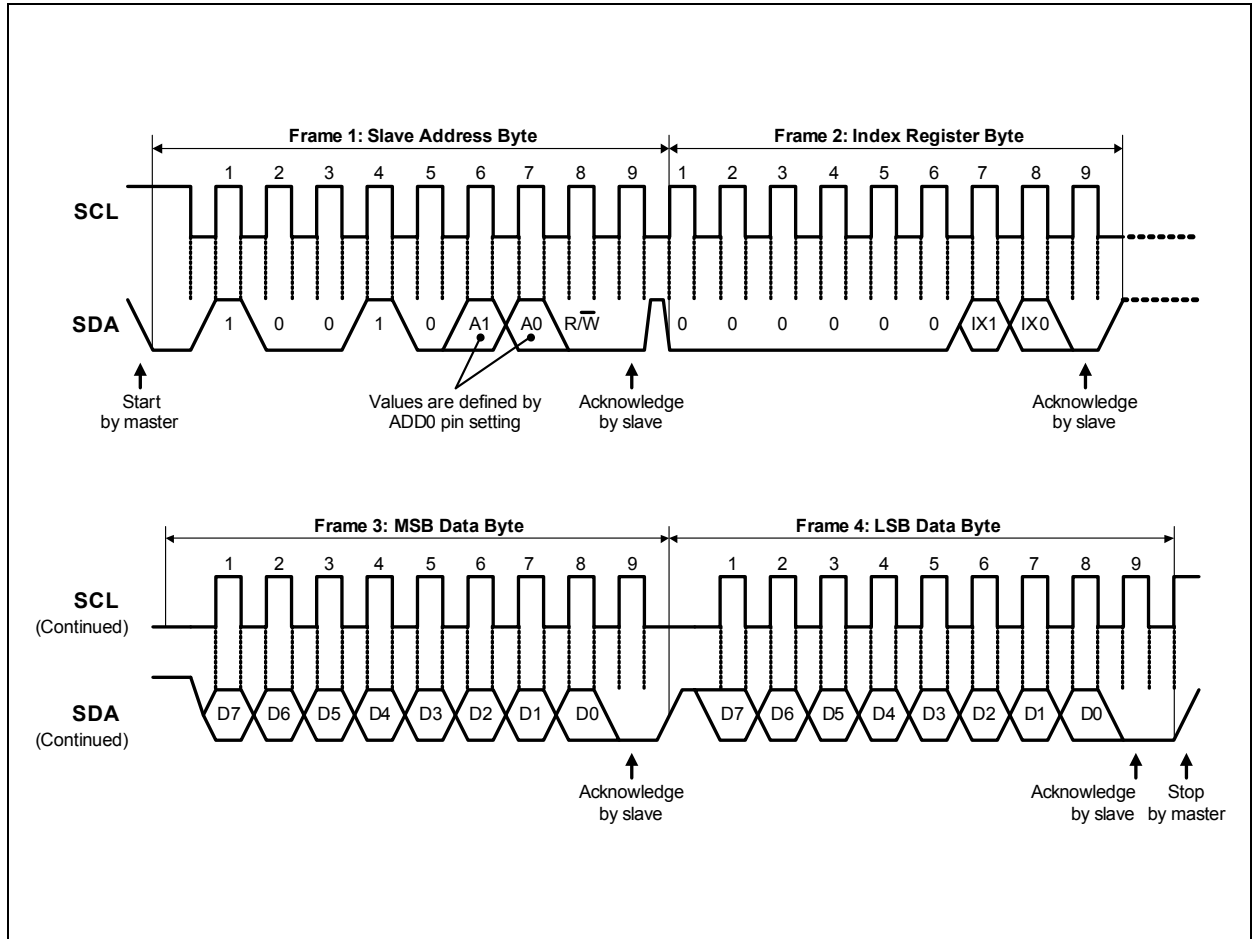 Frame 1: Slave Address Byte Frame 2: Index Register Byte
1 2 3 4 5 6 7 8 9 1 2 3 4 5 6 7 8 9
SCL
SDA 1 0 0 1 0 A1 A0 R/W̅ 0 0 0 0 0 0 IX1 IX0
Start
by master
Values are defined by
ADD0 pin setting
Acknowledge
by slave
Acknowledge
by slave
Frame 3: MSB Data Byte Frame 4: LSB Data Byte
1 2 3 4 5 6 7 8 9 1 2 3 4 5 6 7 8 9
SCL
(Continued)
SDA D7 D6 D5 D4 D3 D2 D1 D0 D7 D6 D5 D4 D3 D2 D1 D0
(Continued)
Acknowledge
by slave
Acknowledge
by slave
Stop
by master